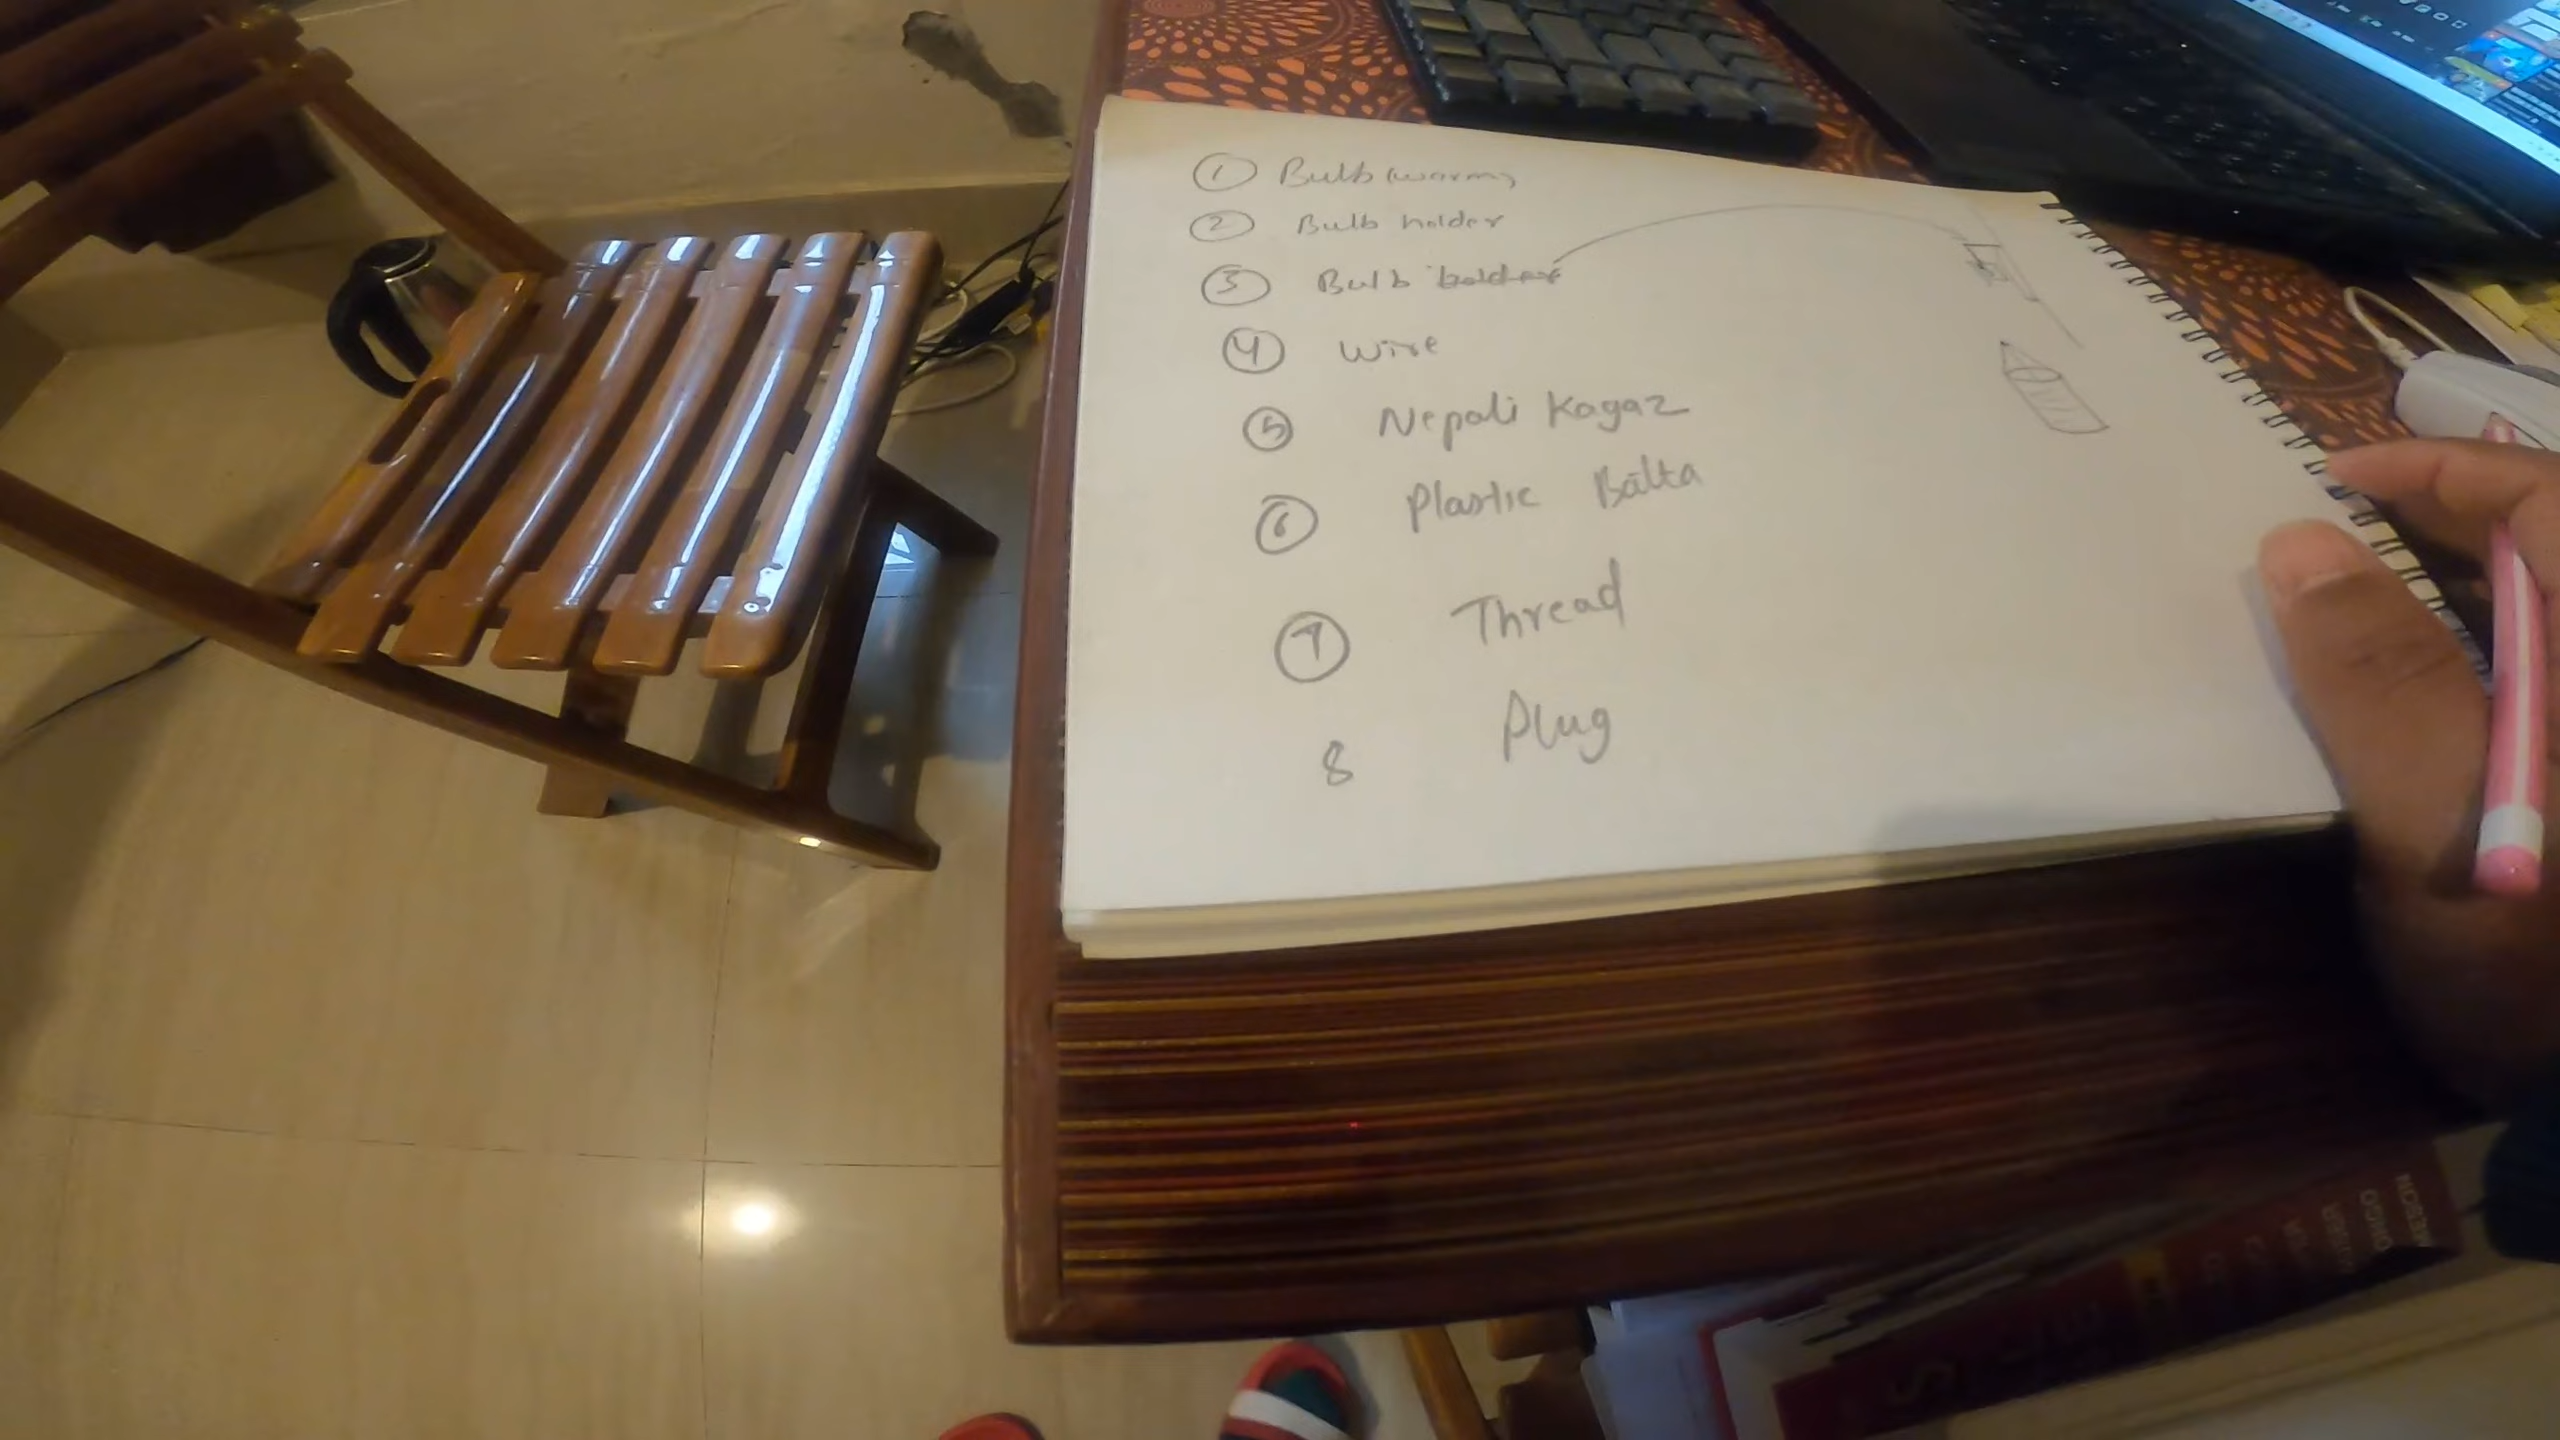 ① Bulb (warm)
② Bulb holder
③ Bulb
④ Wire
⑤ Nepali Kagaz
⑥ Plastic Balta
⑦ Thread
8 Plug